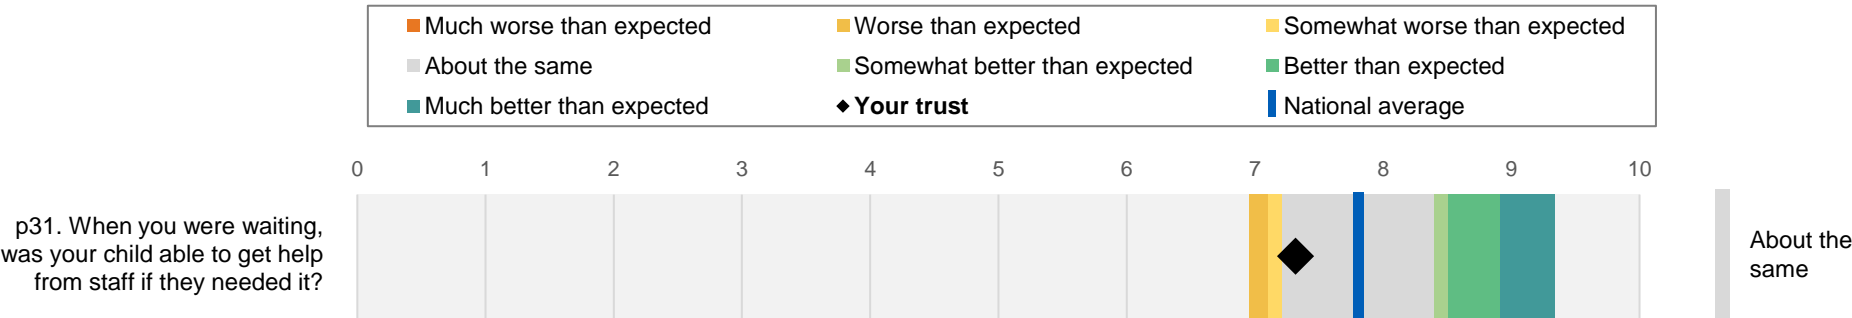 Much worse than expected
Worse than expected
Somewhat worse than expected
About the same
Somewhat better than expected
Better than expected
Much better than expected
Your trust
National average
0 1 2 3 4 5 6 7 8 9 10
p31. When you were waiting,
was your child able to get help
from staff if they needed it?
About the
same